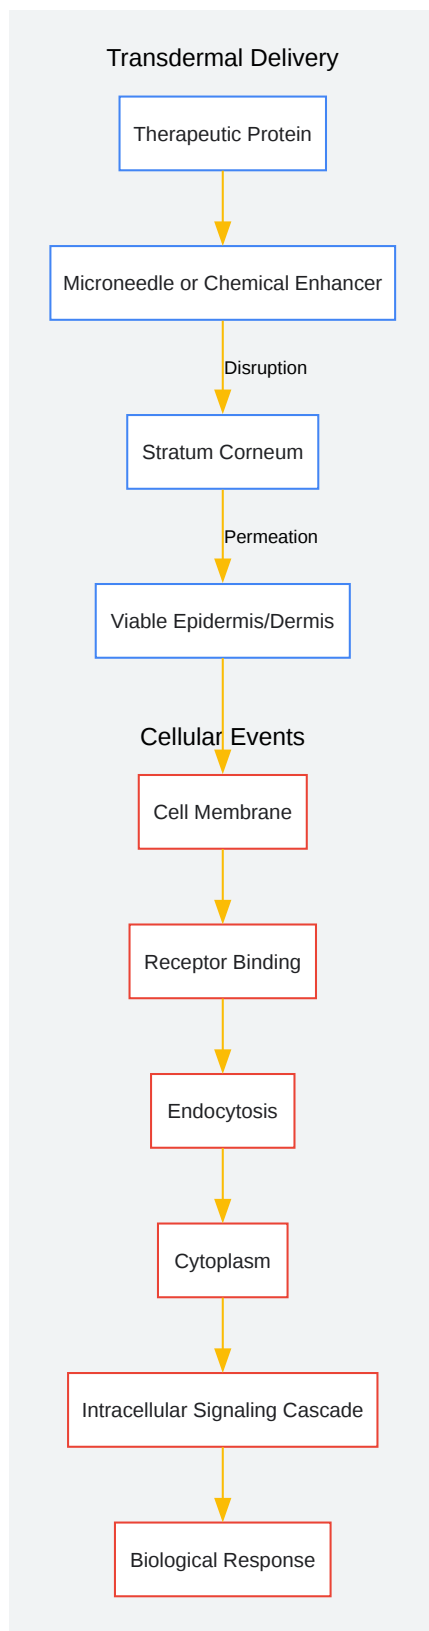 Transdermal Delivery
Therapeutic Protein
Microneedle or Chemical Enhancer
Disruption
Stratum Corneum
Permeation
Viable Epidermis/Dermis
Cellular Events
Cell Membrane
Receptor Binding
Endocytosis
Cytoplasm
Intracellular Signaling Cascade
Biological Response